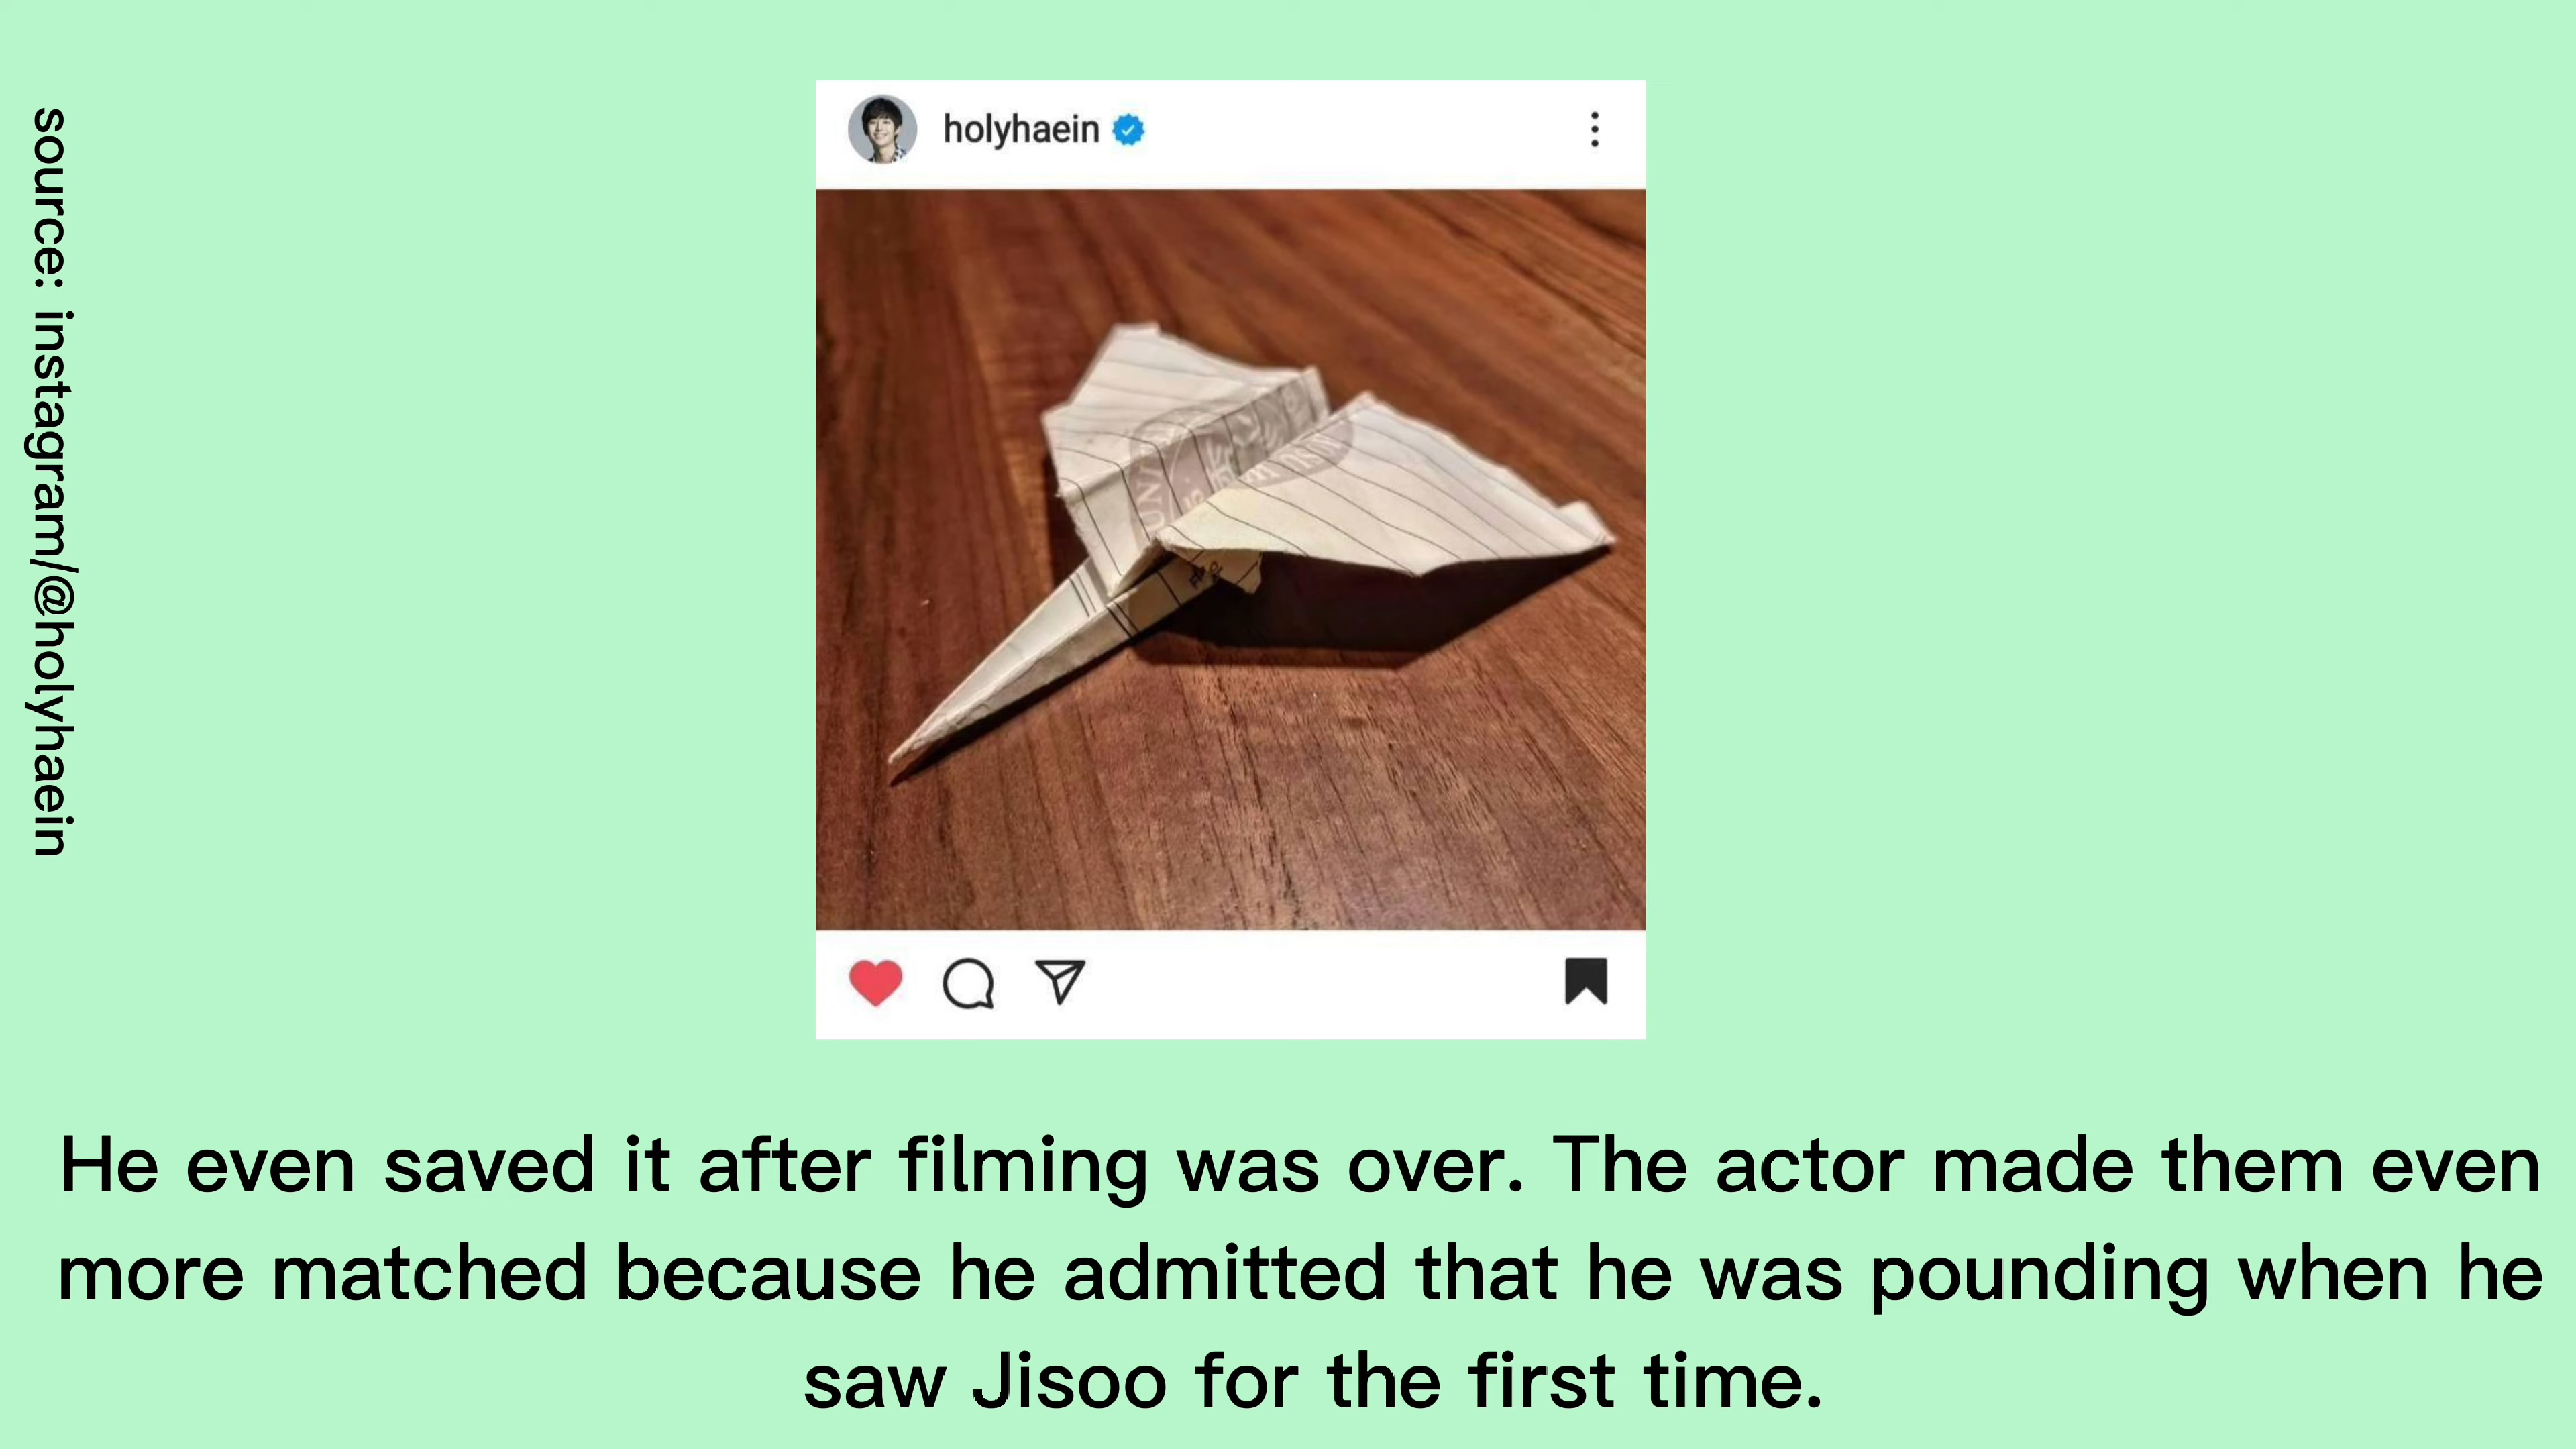 source: instagram/@holyhaein
holyhaein
He even saved it after filming was over. The actor made them even
more matched because he admitted that he was pounding when he
saw Jisoo for the first time.